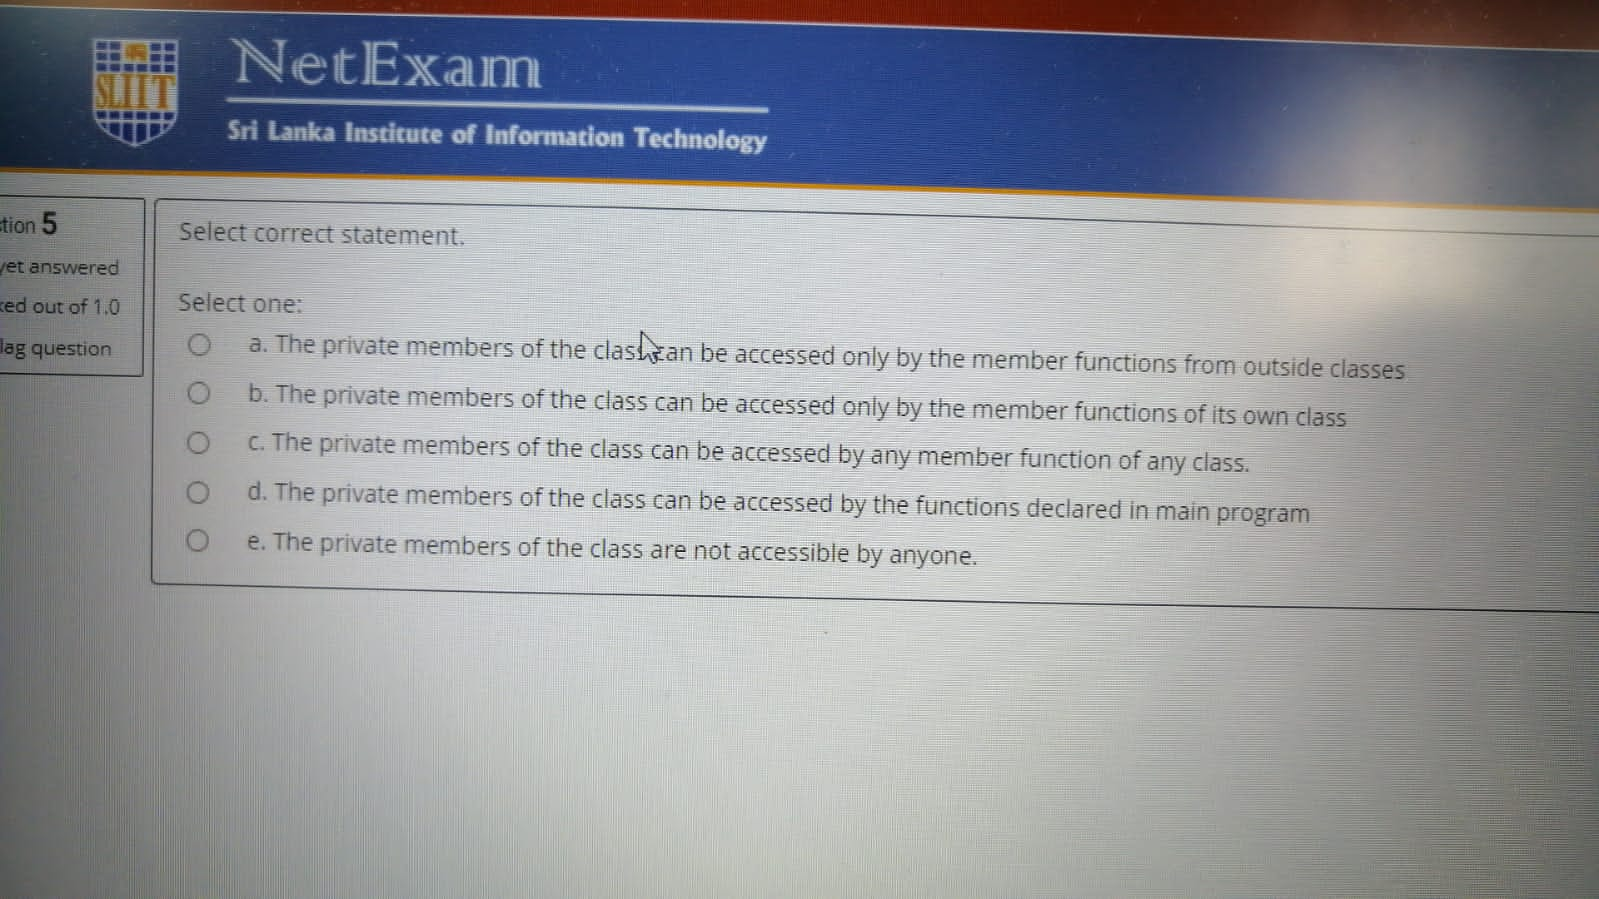 SLIIT
NetExam
Sri Lanka Institute of Information Technology
tion 5
yet answered
ed out of 1.0
lag question
Select correct statement.
Select one:
a. The private members of the class can be accessed only by the member functions from outside classes
b. The private members of the class can be accessed only by the member functions of its own class
c. The private members of the class can be accessed by any member function of any class.
d. The private members of the class can be accessed by the functions declared in main program
e. The private members of the class are not accessible by anyone.